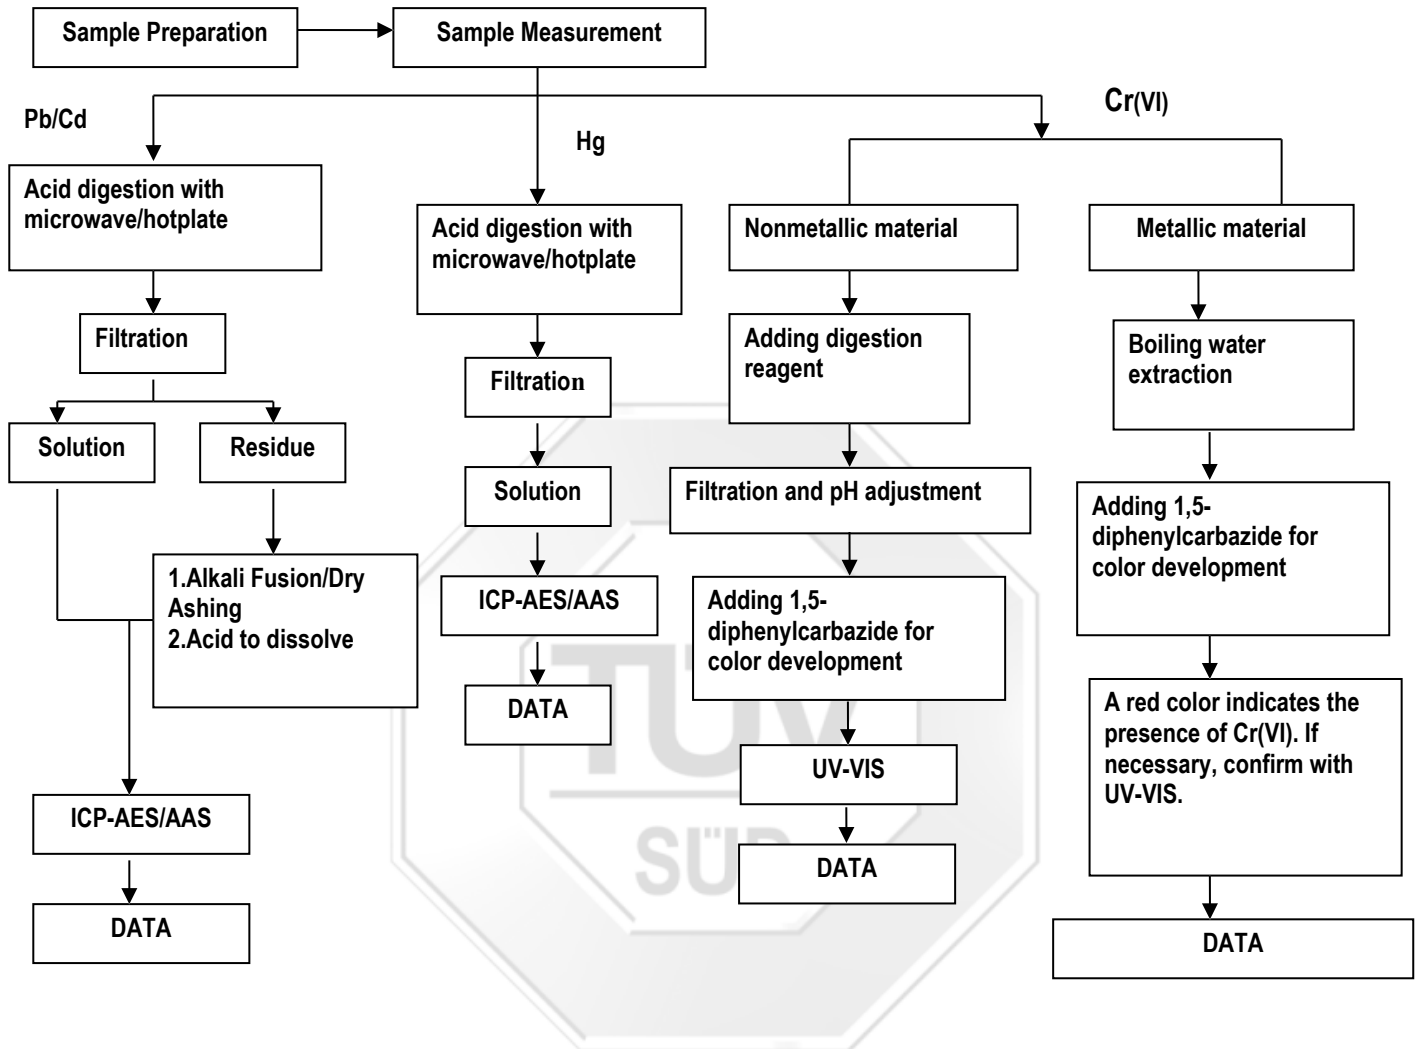 Sample Preparation
Sample Measurement
Pb/Cd
Hg
Cr(VI)
Acid digestion with
microwave/hotplate
Filtration
Solution
Residue
1.Alkali Fusion/Dry
Ashing
2.Acid to dissolve
ICP-AES/AAS
DATA
Acid digestion with
microwave/hotplate
Filtration
Solution
ICP-AES/AAS
DATA
Nonmetallic material
Adding digestion
reagent
Filtration and pH adjustment
Adding 1,5-
diphenylcarbazide for
color development
UV-VIS
DATA
Metallic material
Boiling water
extraction
Adding 1,5-
diphenylcarbazide for
color development
A red color indicates the
presence of Cr(VI). If
necessary, confirm with
UV-VIS.
DATA
TÜV
SÜD